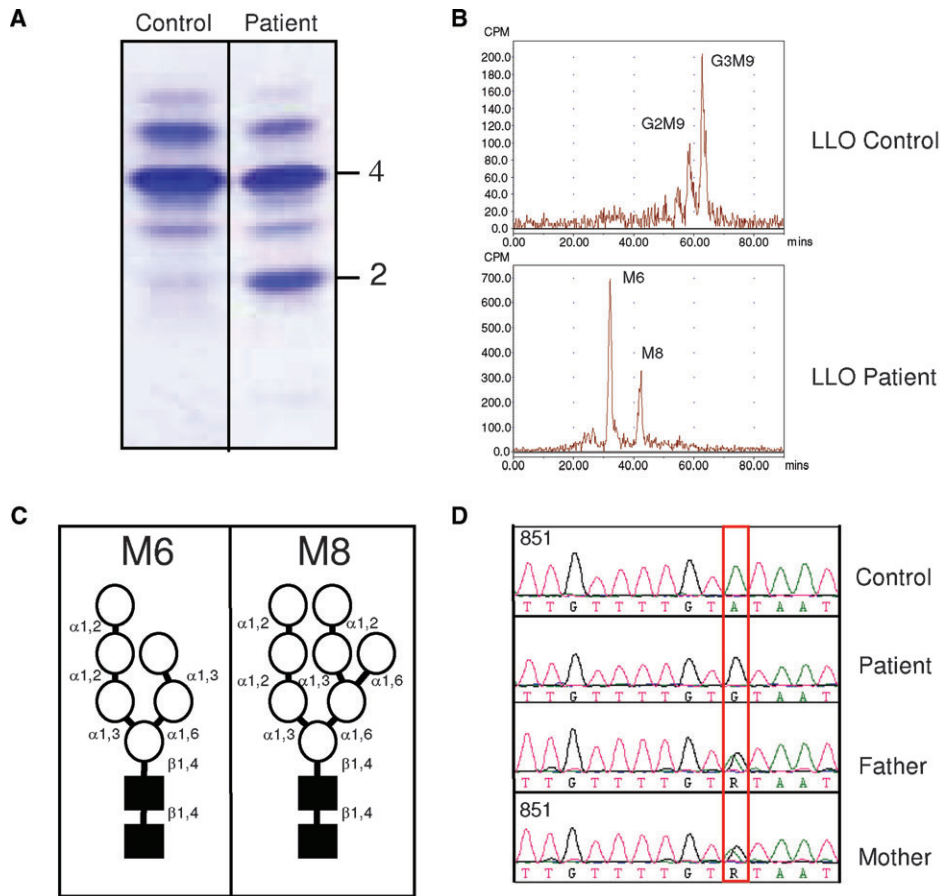 A
Control Patient
4
2
B
CPM
G3M9
G2M9
200.0
180.0
160.0
140.0
120.0
100.0
80.0
60.0
40.0
20.0
0.0
0.00 20.00 40.00 60.00 80.00 mins
LLO Control
CPM
M6
M8
700.0
600.0
500.0
400.0
300.0
200.0
100.0
0.0
0.00 20.00 40.00 60.00 80.00 mins
LLO Patient
C
M6
α1,2
α1,2
α1,3
α1,3 α1,6
β1,4
β1,4
M8
α1,2 α1,2
α1,2 α1,3 α1,6
α1,3 α1,6
β1,4
β1,4
D
851
T T G T T T T G T A T A A T
Control
T T G T T T T G T G T A A T
Patient
T T G T T T T G T R T A A T
Father
851
T T G T T T T G T R T A A T
Mother